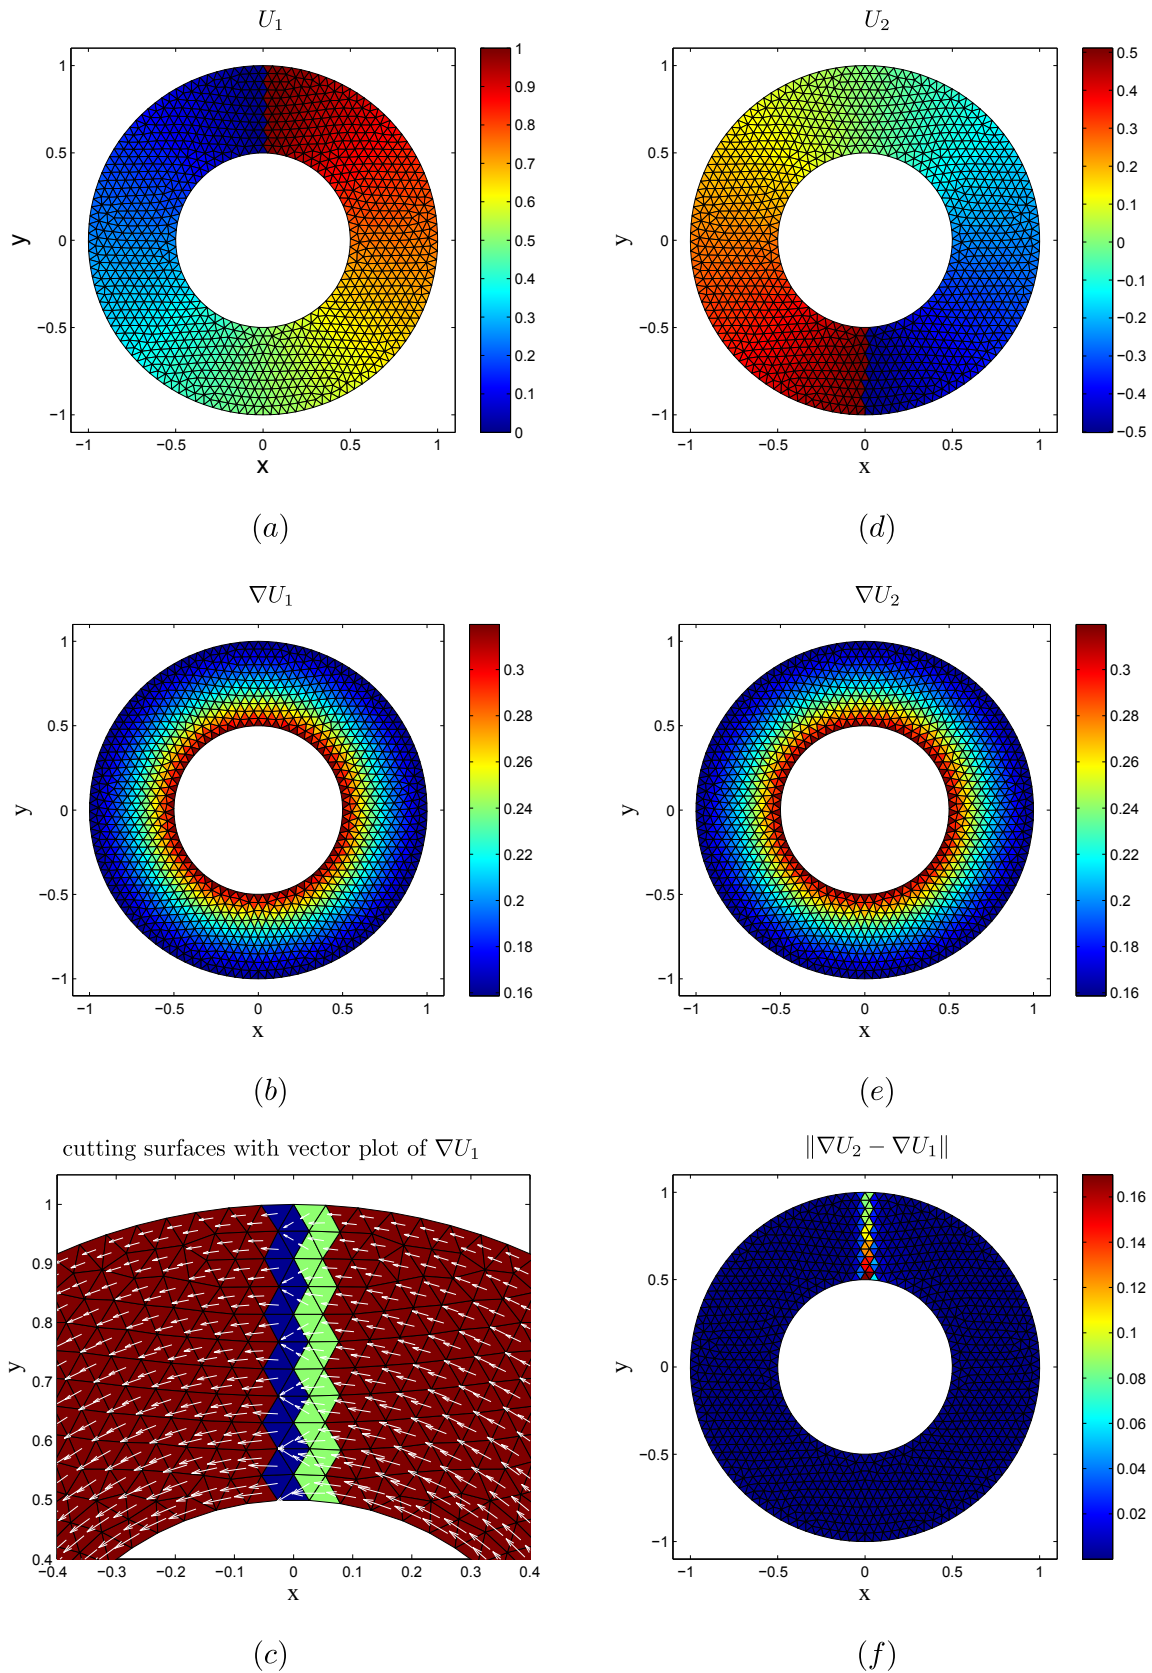 U₁
y
1
0.5
0
−0.5
−1
−1 −0.5 0 0.5 1
x
1
0.9
0.8
0.7
0.6
0.5
0.4
0.3
0.2
0.1
0
(a)
U₂
y
1
0.5
0
−0.5
−1
−1 −0.5 0 0.5 1
x
0.5
0.4
0.3
0.2
0.1
0
−0.1
−0.2
−0.3
−0.4
−0.5
(d)
∇U₁
y
1
0.5
0
−0.5
−1
−1 −0.5 0 0.5 1
x
0.3
0.28
0.26
0.24
0.22
0.2
0.18
0.16
(b)
∇U₂
y
1
0.5
0
−0.5
−1
−1 −0.5 0 0.5 1
x
0.3
0.28
0.26
0.24
0.22
0.2
0.18
0.16
(e)
cutting surfaces with vector plot of ∇U₁
y
1
0.9
0.8
0.7
0.6
0.5
0.4
−0.4 −0.3 −0.2 −0.1 0 0.1 0.2 0.3 0.4
x
(c)
‖∇U₂ − ∇U₁‖
y
1
0.5
0
−0.5
−1
−1 −0.5 0 0.5 1
x
0.16
0.14
0.12
0.1
0.08
0.06
0.04
0.02
(f)